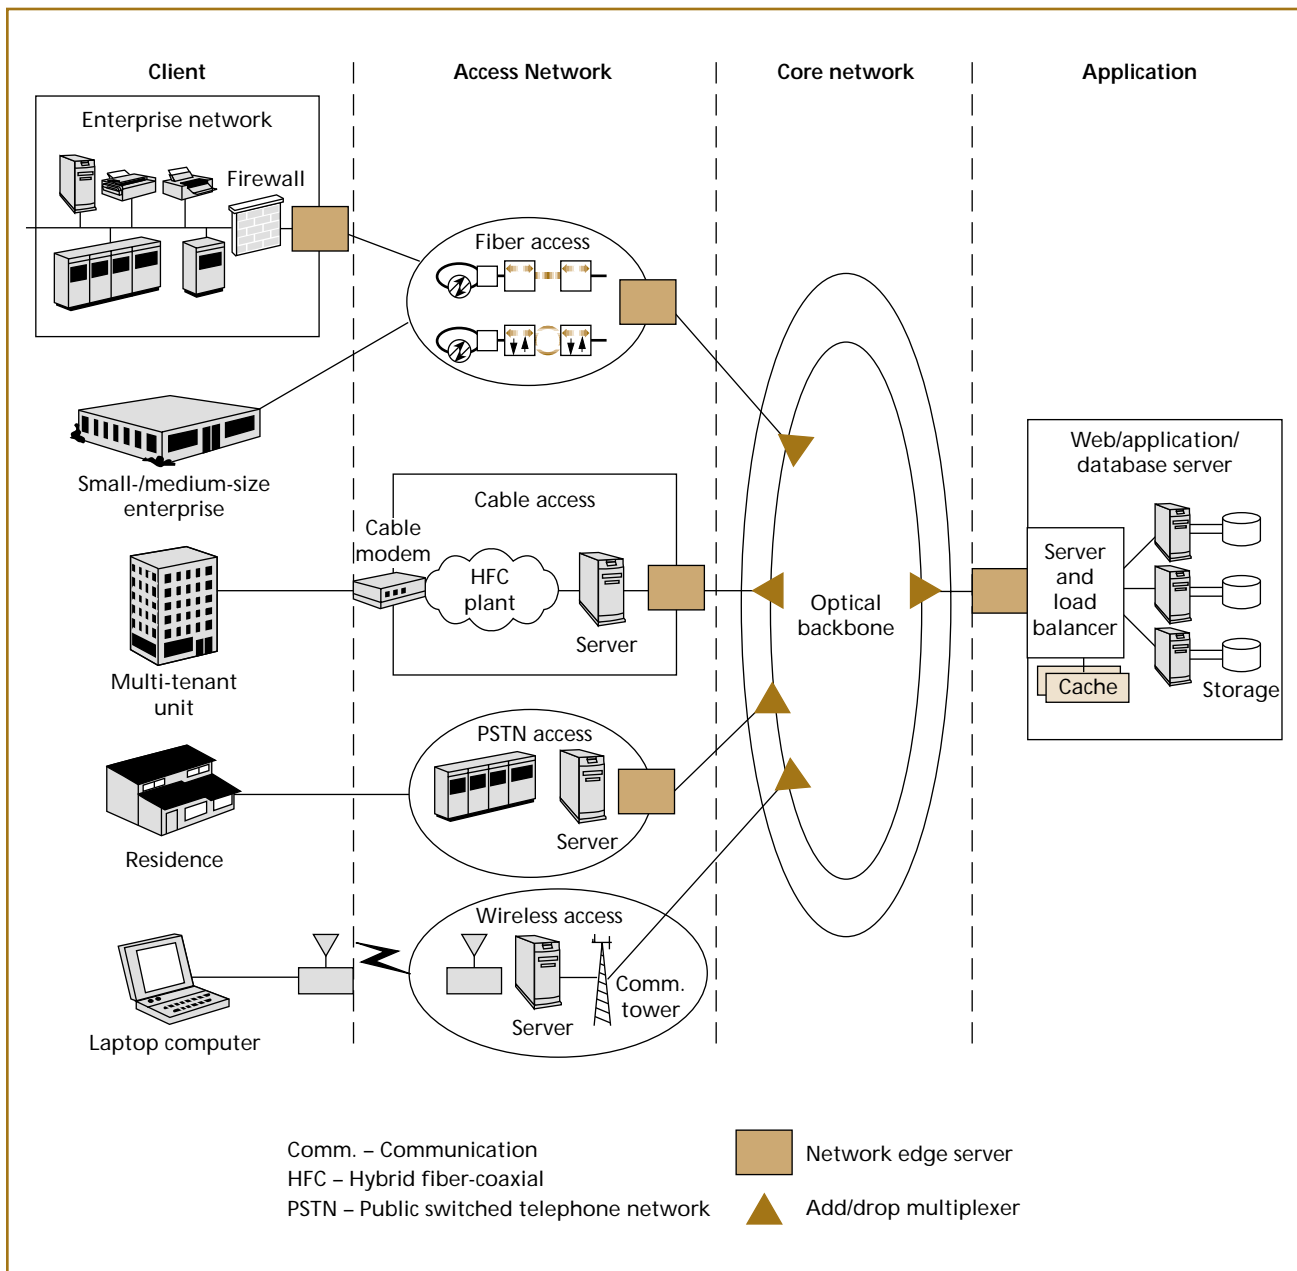 Client
Access Network
Core network
Application
Enterprise network
Firewall
Fiber access
Small-/medium-size
enterprise
Cable access
Cable
modem
HFC
plant
Server
Multi-tenant
unit
PSTN access
Server
Residence
Wireless access
Server
Comm.
tower
Laptop computer
Optical
backbone
Web/application/
database server
Server
and
load
balancer
Cache
Storage
Comm. – Communication
HFC – Hybrid fiber-coaxial
PSTN – Public switched telephone network
Network edge server
Add/drop multiplexer